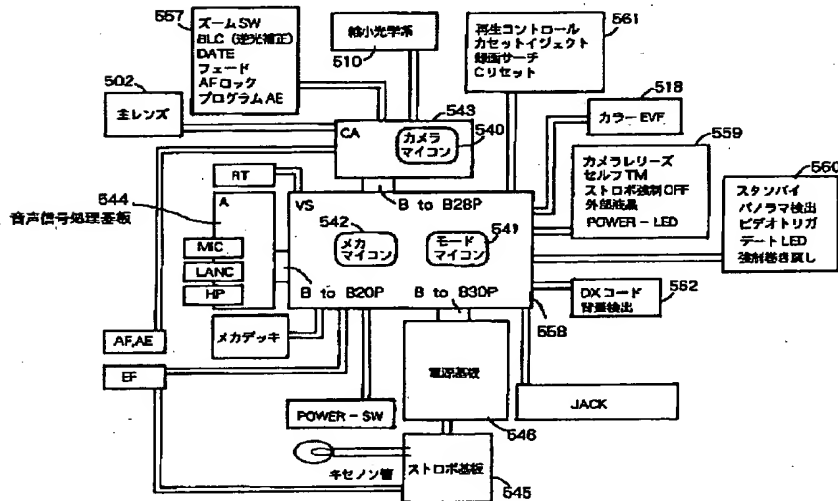 557
ズームSW
BLC (逆光補正)
DATE
フェード
AFロック
プログラムAE
縮小光学系
510
561
再生コントロール
カセットイジェクト
録画サーチ
Cリセット
502
主レンズ
543
CA
カメラ
マイコン
540
518
カラーEVF
559
カメラレリーズ
セルフTM
ストロボ強制OFF
外部液晶
POWER-LED
560
スタンバイ
パノラマ検出
ビデオトリガ
デートLED
強制巻き戻し
RT
544
音声信号処理基板
A
MIC
LANC
HP
VS
B to B28P
542
メカ
マイコン
モード
マイコン
541
B to B20P
B to B30P
558
DXコード
背蓋検出
562
AF,AE
メカデッキ
EF
POWER-SW
電源基板
546
JACK
キセノン管
ストロボ基板
545